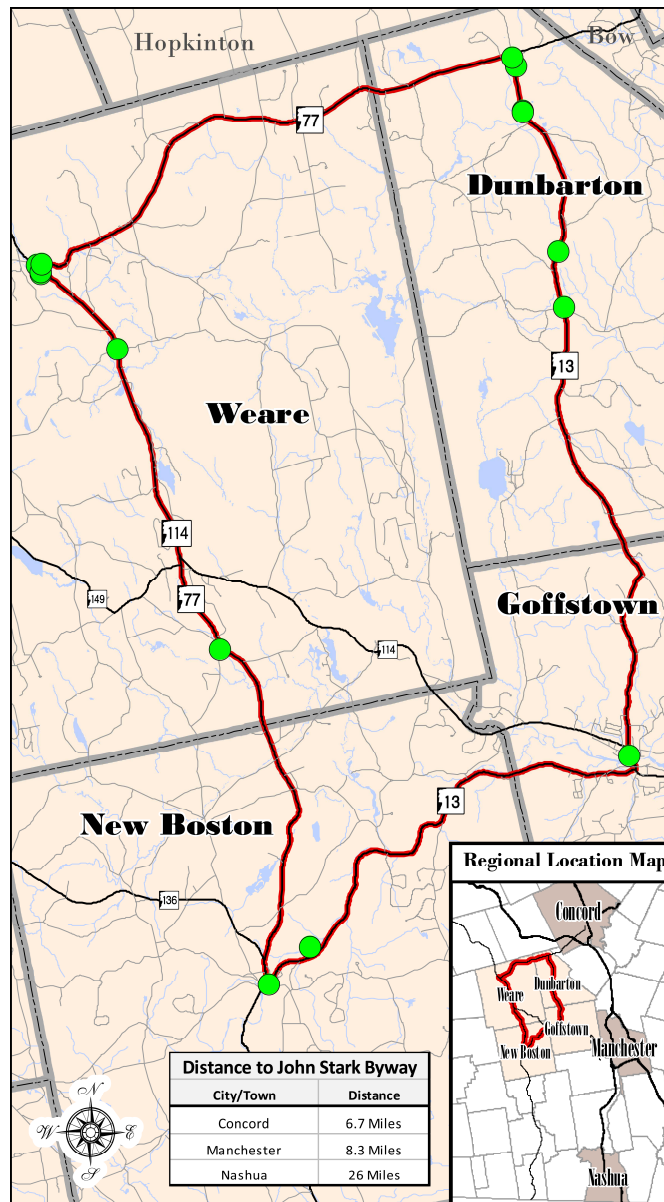 Hopkinton
Bow
77
Dunbarton
13
Weare
114
77
149
114
Goffstown
New Boston
13
136
Regional Location Map
Concord
Dunbarton
Weare
Goffstown
New Boston
Manchester
Nashua
Distance to John Stark Byway
City/Town Distance
Concord 6.7 Miles
Manchester 8.3 Miles
Nashua 26 Miles
N
W E
S